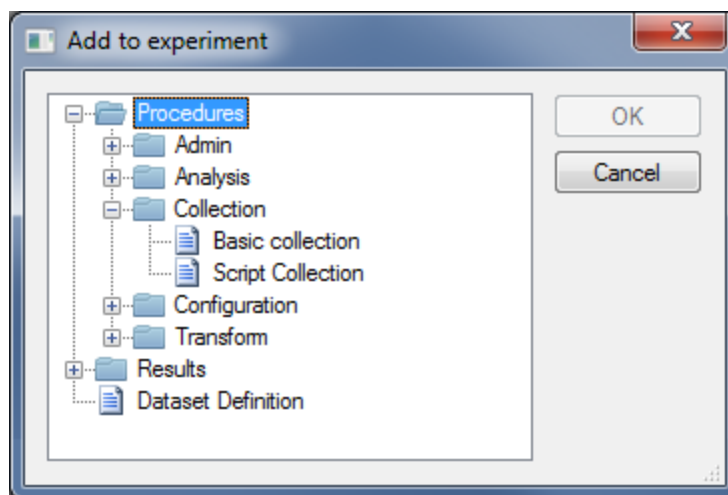 Add to experiment
Procedures
Admin
Analysis
Collection
Basic collection
Script Collection
Configuration
Transform
Results
Dataset Definition
OK
Cancel